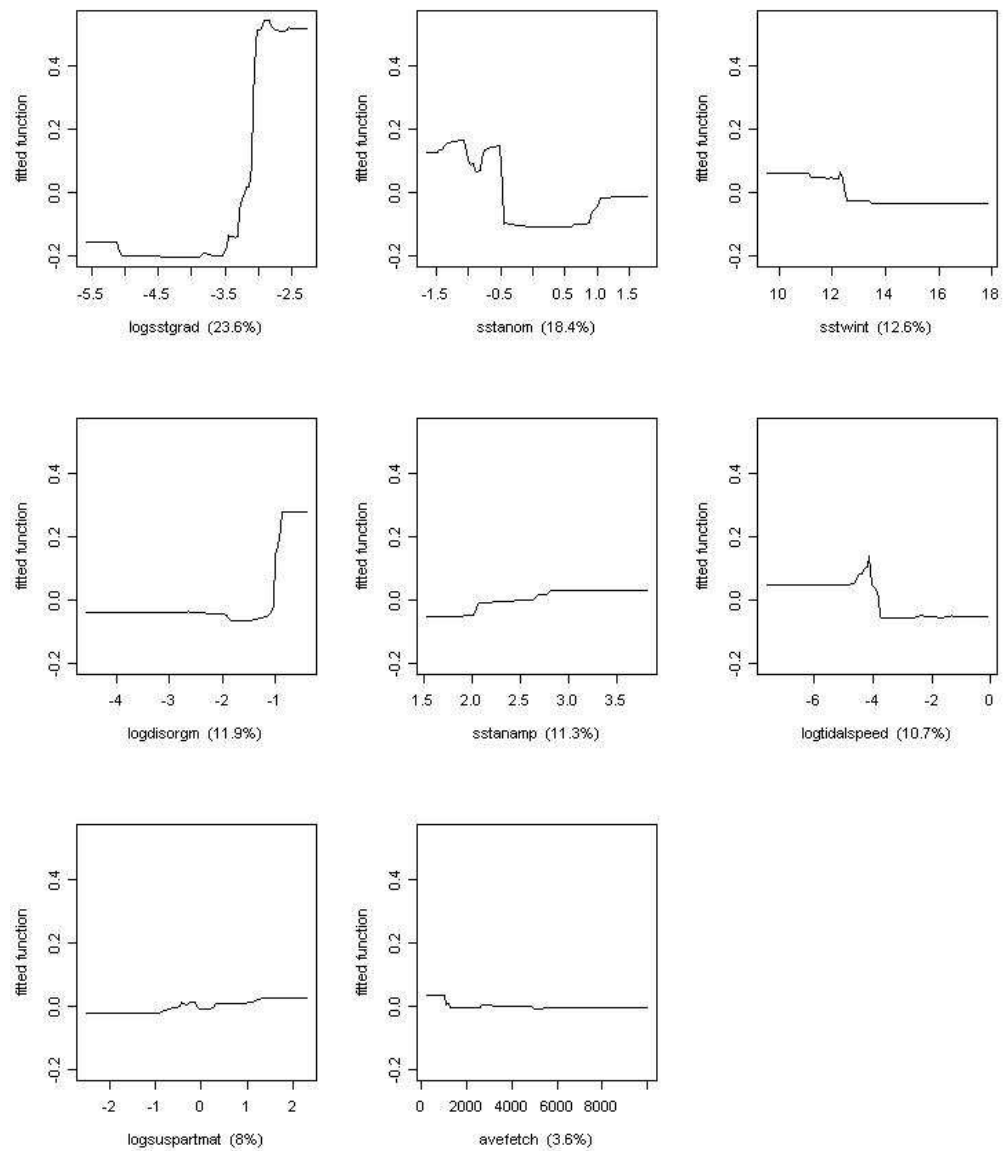 fitted function
-0.2 0.0 0.2 0.4
-5.5 -4.5 -3.5 -2.5
logsstgrad (23.6%)
fitted function
-0.2 0.0 0.2 0.4
-1.5 -0.5 0.5 1.0 1.5
sstanom (18.4%)
fitted function
-0.2 0.0 0.2 0.4
10 12 14 16 18
sstwint (12.6%)
fitted function
-0.2 0.0 0.2 0.4
-4 -3 -2 -1
logdisorgm (11.9%)
fitted function
-0.2 0.0 0.2 0.4
1.5 2.0 2.5 3.0 3.5
sstanamp (11.3%)
fitted function
-0.2 0.0 0.2 0.4
-6 -4 -2 0
logtidalspeed (10.7%)
fitted function
-0.2 0.0 0.2 0.4
-2 -1 0 1 2
logsuspartmat (8%)
fitted function
-0.2 0.0 0.2 0.4
0 2000 4000 6000 8000
avefetch (3.6%)